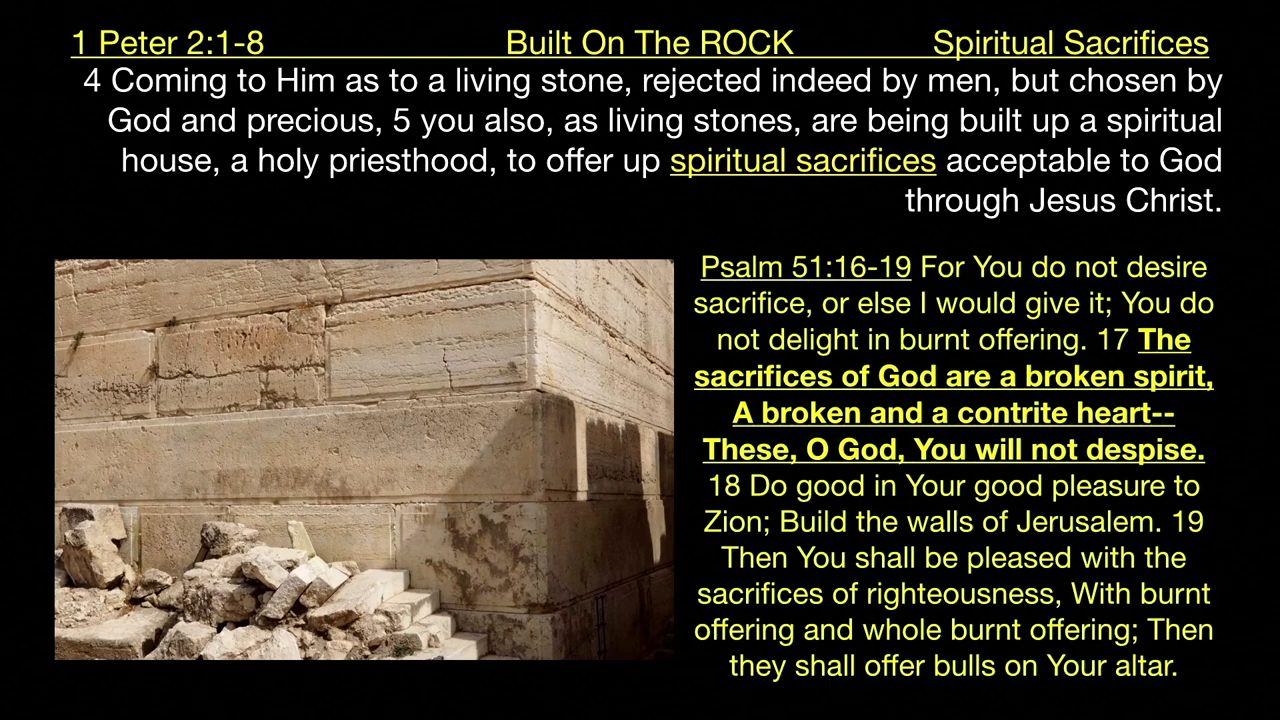 1 Peter 2:1-8 Built On The ROCK Spiritual Sacrifices
4 Coming to Him as to a living stone, rejected indeed by men, but chosen by
God and precious, 5 you also, as living stones, are being built up a spiritual
house, a holy priesthood, to offer up spiritual sacrifices acceptable to God
through Jesus Christ.
Psalm 51:16-19 For You do not desire
sacrifice, or else I would give it; You do
not delight in burnt offering. 17 The
sacrifices of God are a broken spirit,
A broken and a contrite heart--
These, O God, You will not despise.
18 Do good in Your good pleasure to
Zion; Build the walls of Jerusalem. 19
Then You shall be pleased with the
sacrifices of righteousness, With burnt
offering and whole burnt offering; Then
they shall offer bulls on Your altar.